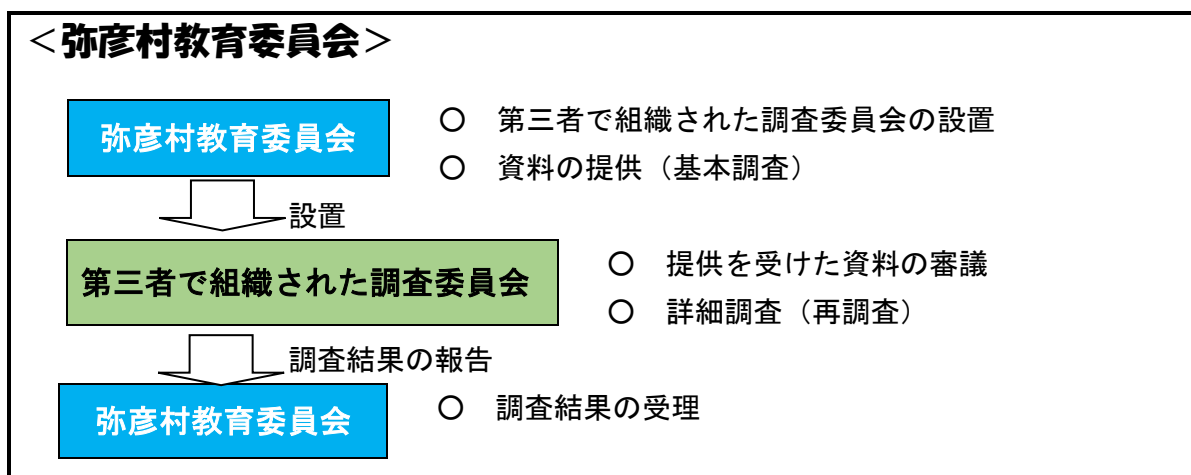 ＜弥彦村教育委員会＞
弥彦村教育委員会
○　第三者で組織された調査委員会の設置
○　資料の提供（基本調査）
設置
第三者で組織された調査委員会
○　提供を受けた資料の審議
○　詳細調査（再調査）
調査結果の報告
弥彦村教育委員会
○　調査結果の受理